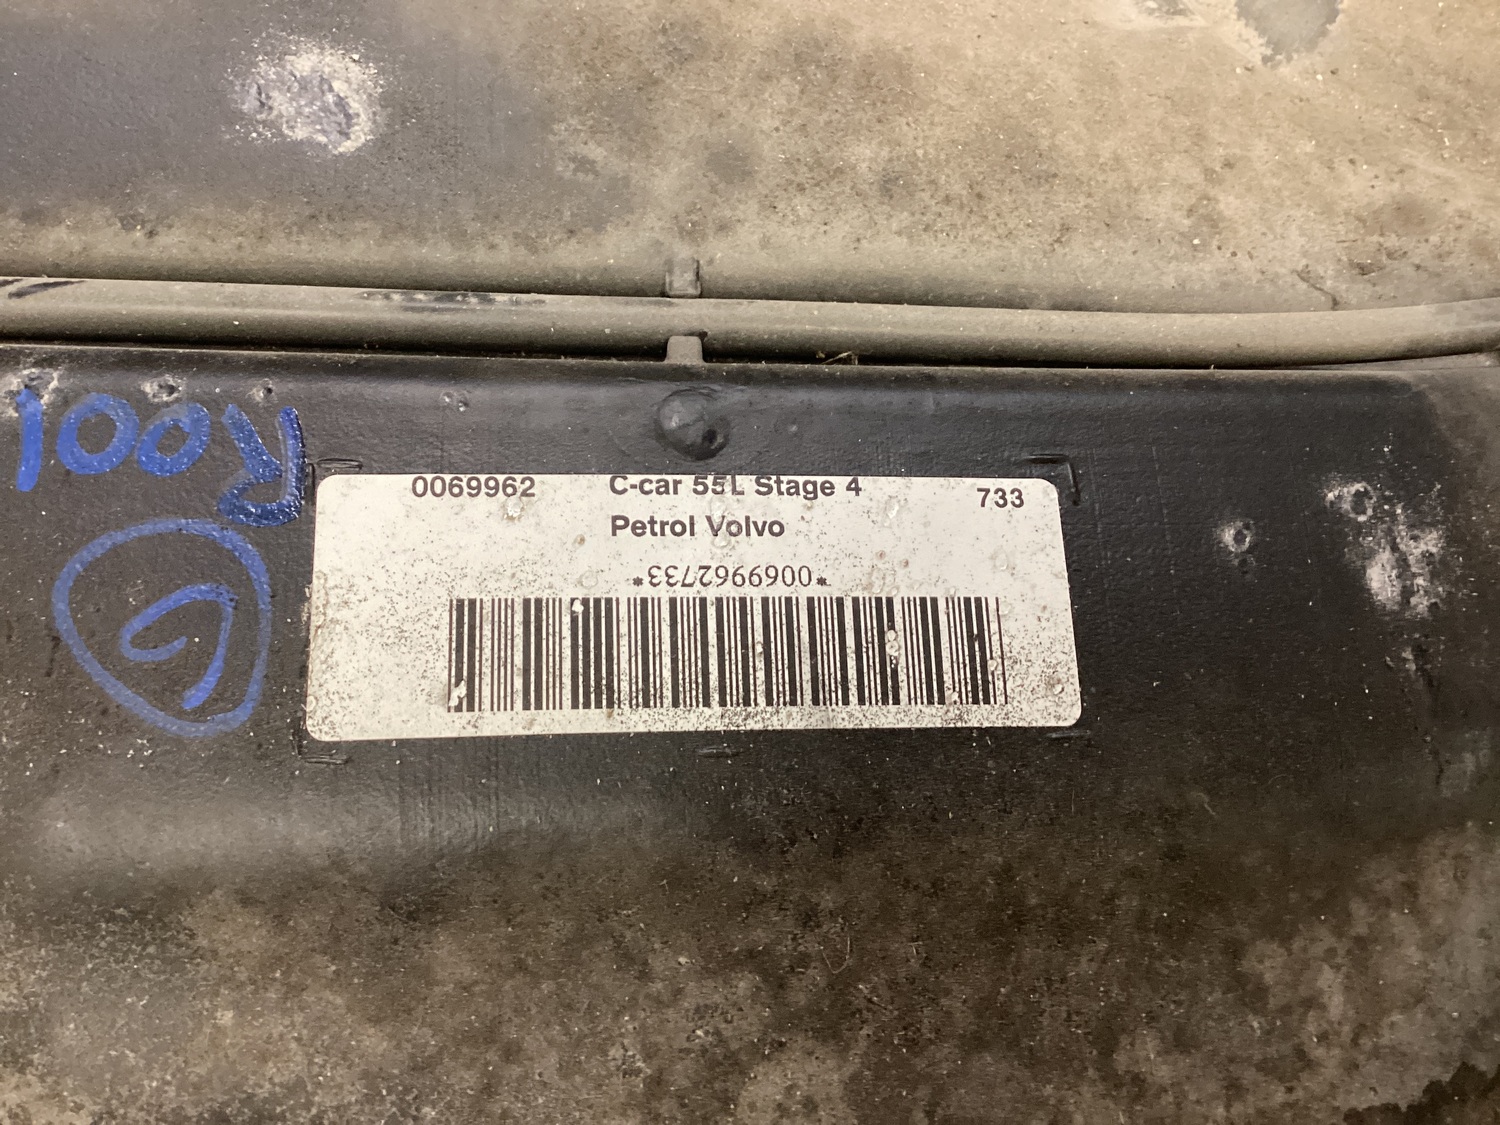 0069962 C-car 55L Stage 4 733
Petrol Volvo
*0069962733*
R001